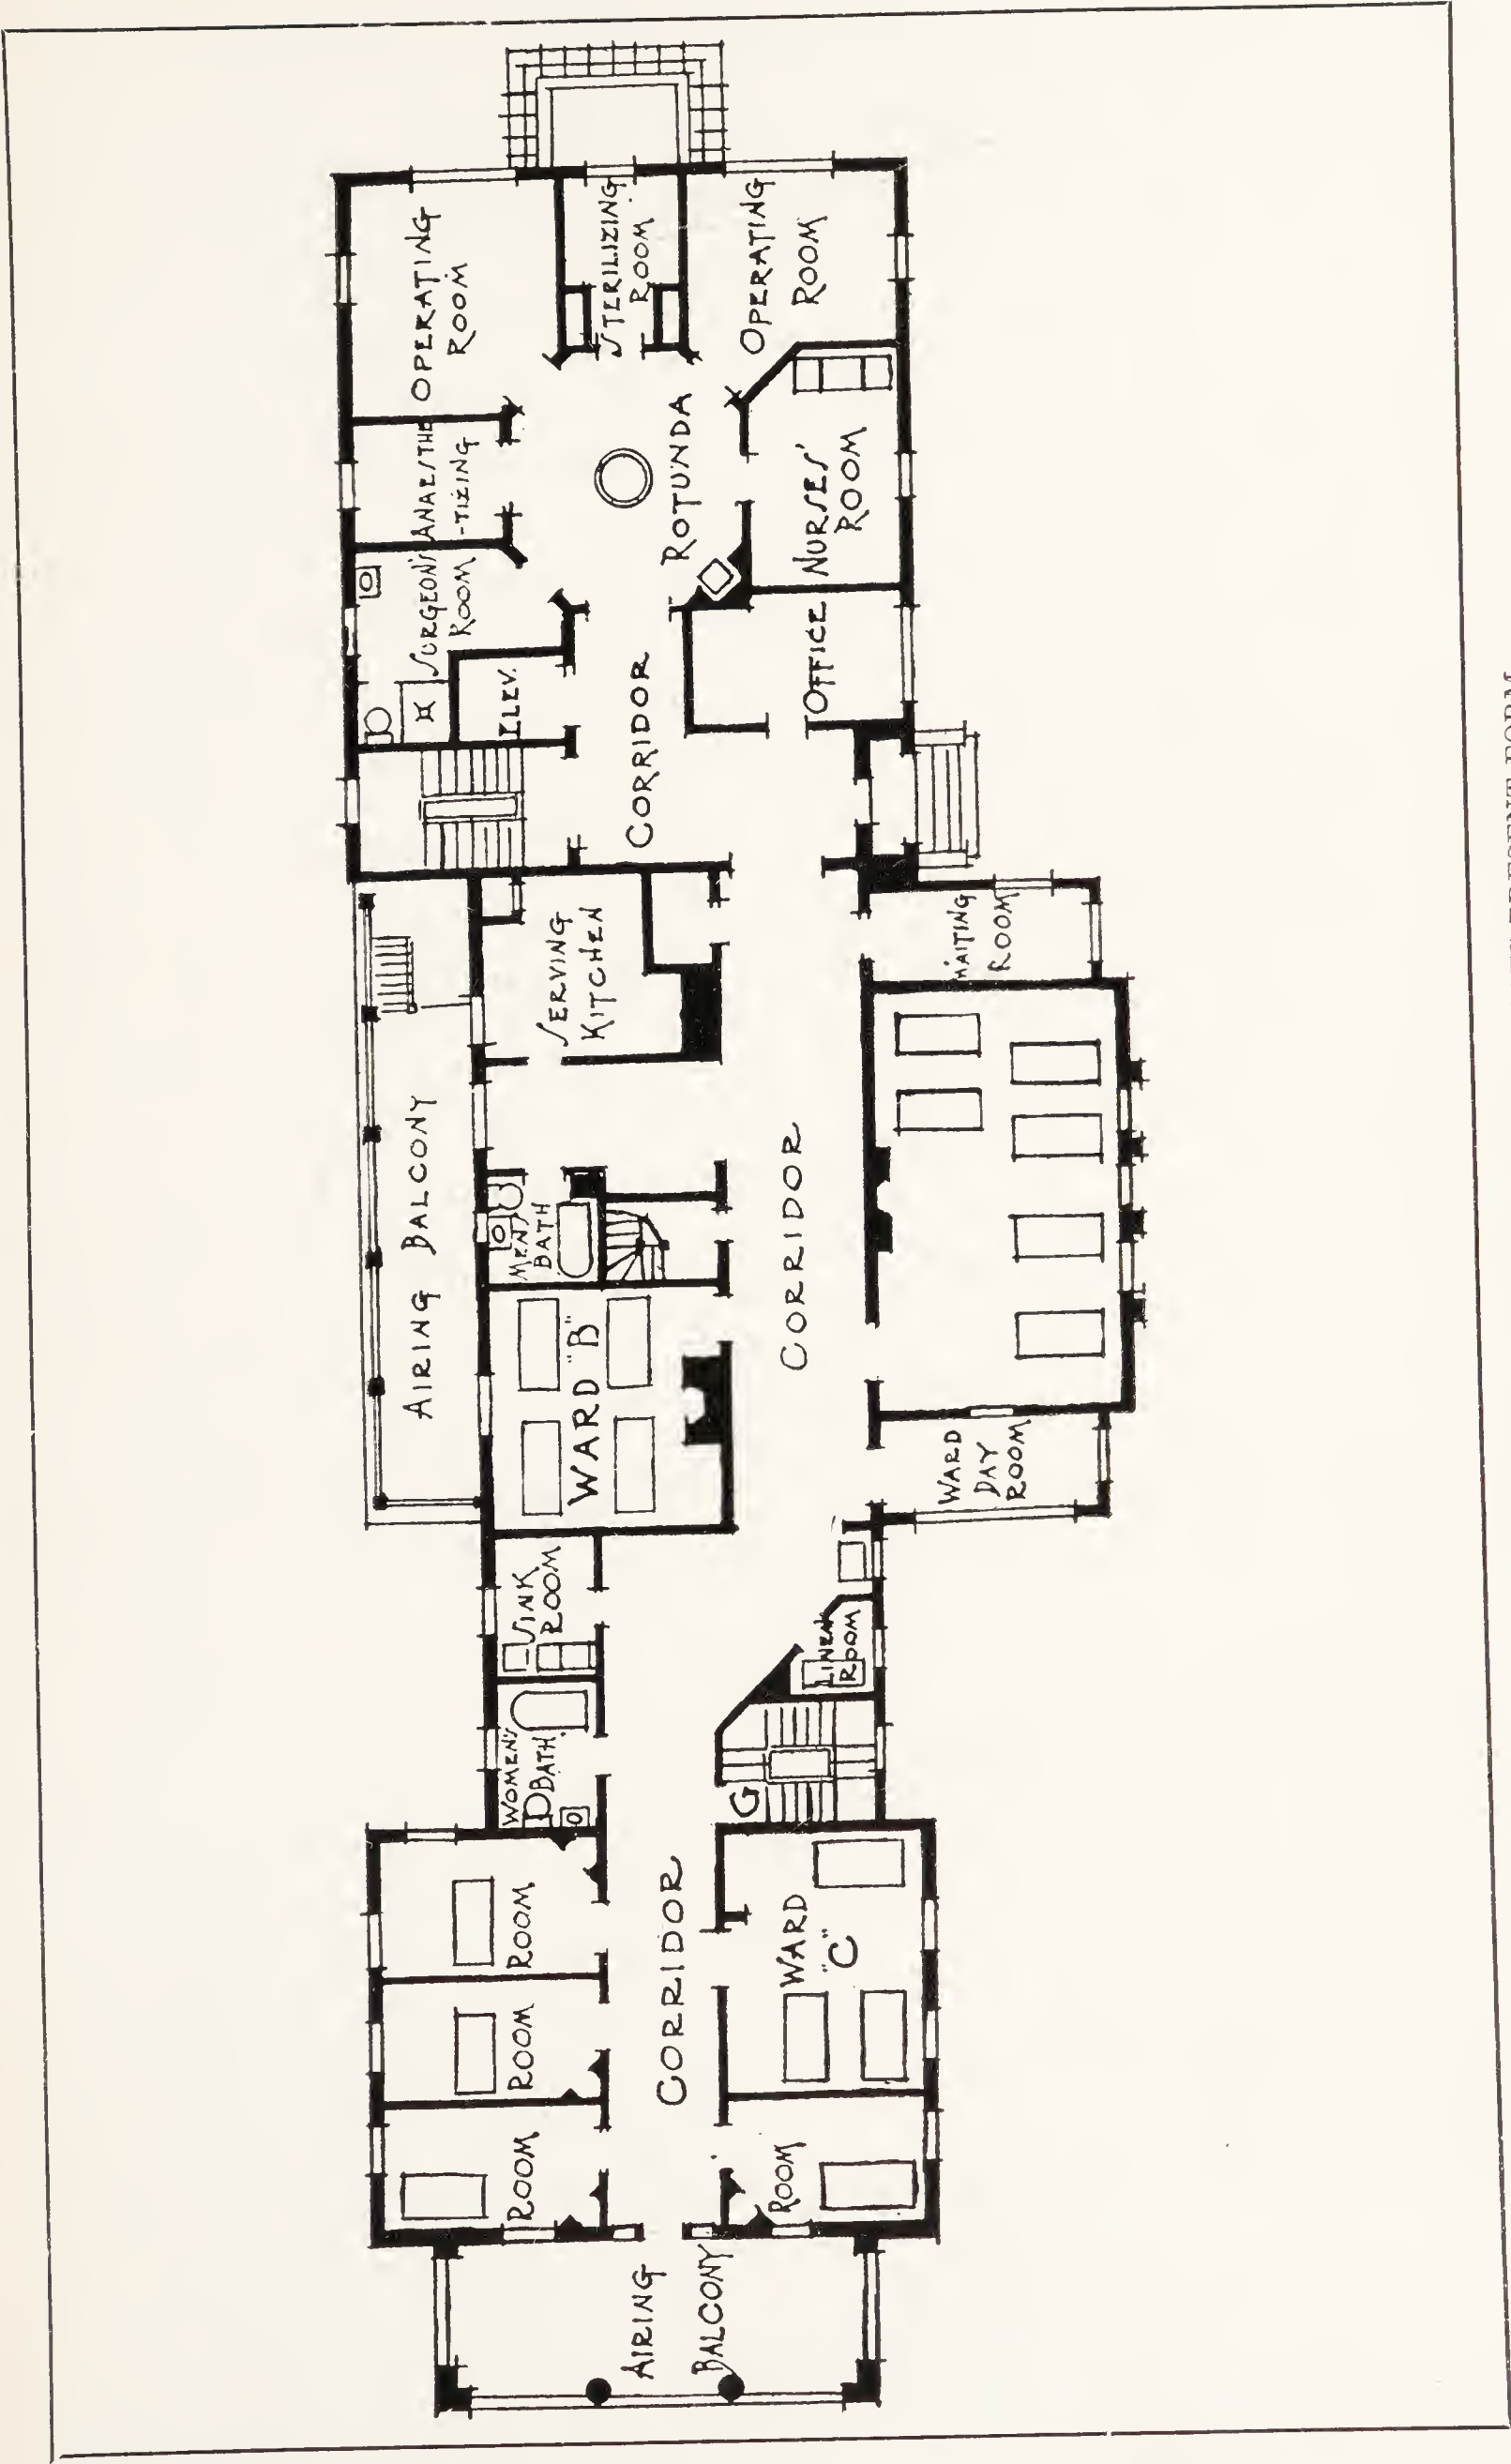 AIRING BALCONY
ROOM
ROOM
ROOM
WOMEN'S
BATH
SINK
ROOM
WARD "B"
MEN'S
BATH
SERVING
KITCHEN
ELEV.
SURGEON'S
ROOM
ANAESTHE
-TIZING
OPERATING
ROOM
STERILIZING
ROOM
AIRING
BALCONY
CORRIDOR
CORRIDOR
CORRIDOR
ROTUNDA
ROOM
WARD
"C"
G
LINEN
ROOM
WARD
DAY
ROOM
WAITING
ROOM
OFFICE
NURSES'
ROOM
OPERATING
ROOM